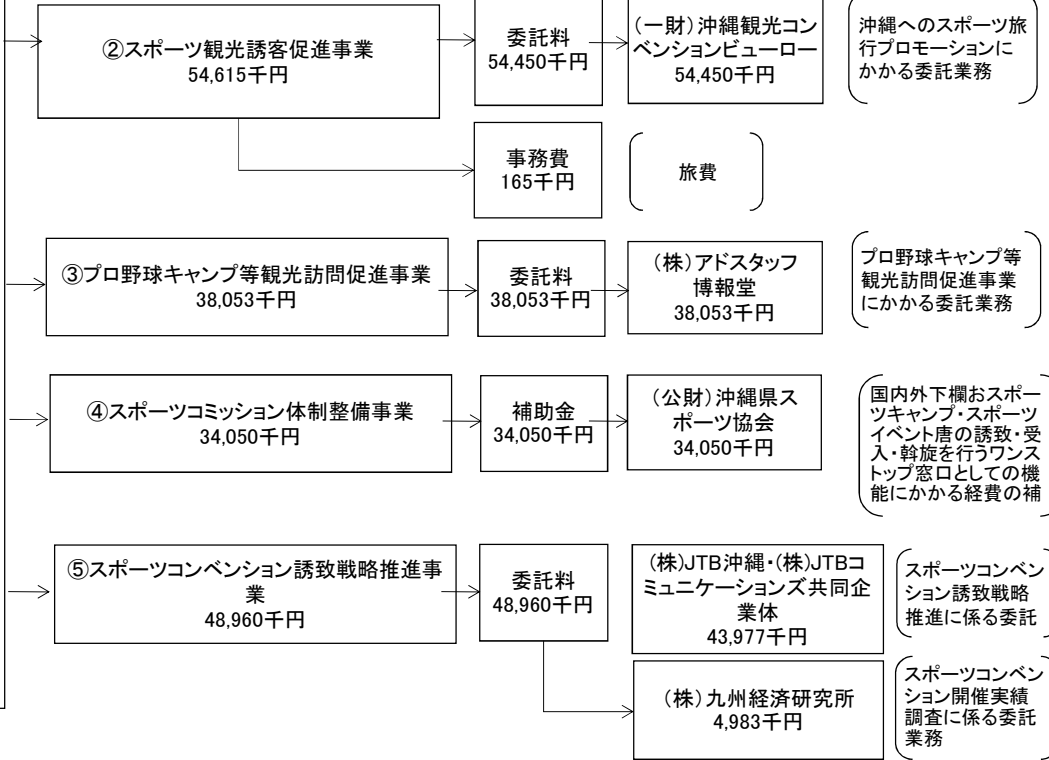 ②スポーツ観光誘客促進事業
54,615千円
委託料
54,450千円
(一財)沖縄観光コン
ベンションビューロー
54,450千円
沖縄へのスポーツ旅
行プロモーションに
かかる委託業務
事務費
165千円
旅費
③プロ野球キャンプ等観光訪問促進事業
38,053千円
委託料
38,053千円
(株)アドスタッフ
博報堂
38,053千円
プロ野球キャンプ等
観光訪問促進事業
にかかる委託業務
④スポーツコミッション体制整備事業
34,050千円
補助金
34,050千円
(公財)沖縄県ス
ポーツ協会
34,050千円
国内外下欄おスポー
ツキャンプ・スポーツ
イベント唐の誘致・受
入・斡旋を行うワンス
トップ窓口としての機
能にかかる経費の補
⑤スポーツコンベンション誘致戦略推進事
業
48,960千円
委託料
48,960千円
(株)JTB沖縄・(株)JTBコ
ミュニケーションズ共同企
業体
43,977千円
スポーツコンベン
ション誘致戦略
推進に係る委託
(株)九州経済研究所
4,983千円
スポーツコンベン
ション開催実績
調査に係る委託
業務